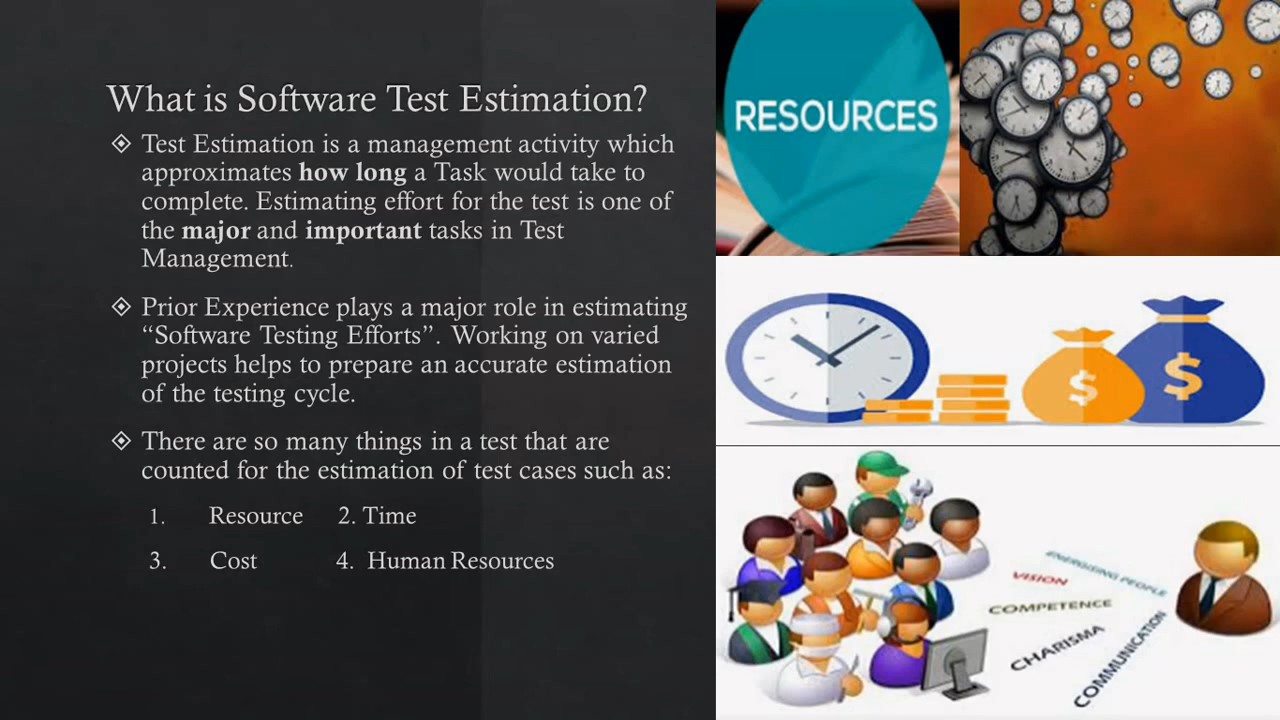 What is Software Test Estimation?
Test Estimation is a management activity which
approximates how long a Task would take to
complete. Estimating effort for the test is one of
the major and important tasks in Test
Management.
Prior Experience plays a major role in estimating
“Software Testing Efforts”. Working on varied
projects helps to prepare an accurate estimation
of the testing cycle.
There are so many things in a test that are
counted for the estimation of test cases such as:
1. Resource 2. Time
3. Cost 4. Human Resources
RESOURCES
$ $
ENERGISING PEOPLE
VISION
COMPETENCE
CHARISMA
COMMUNICATION